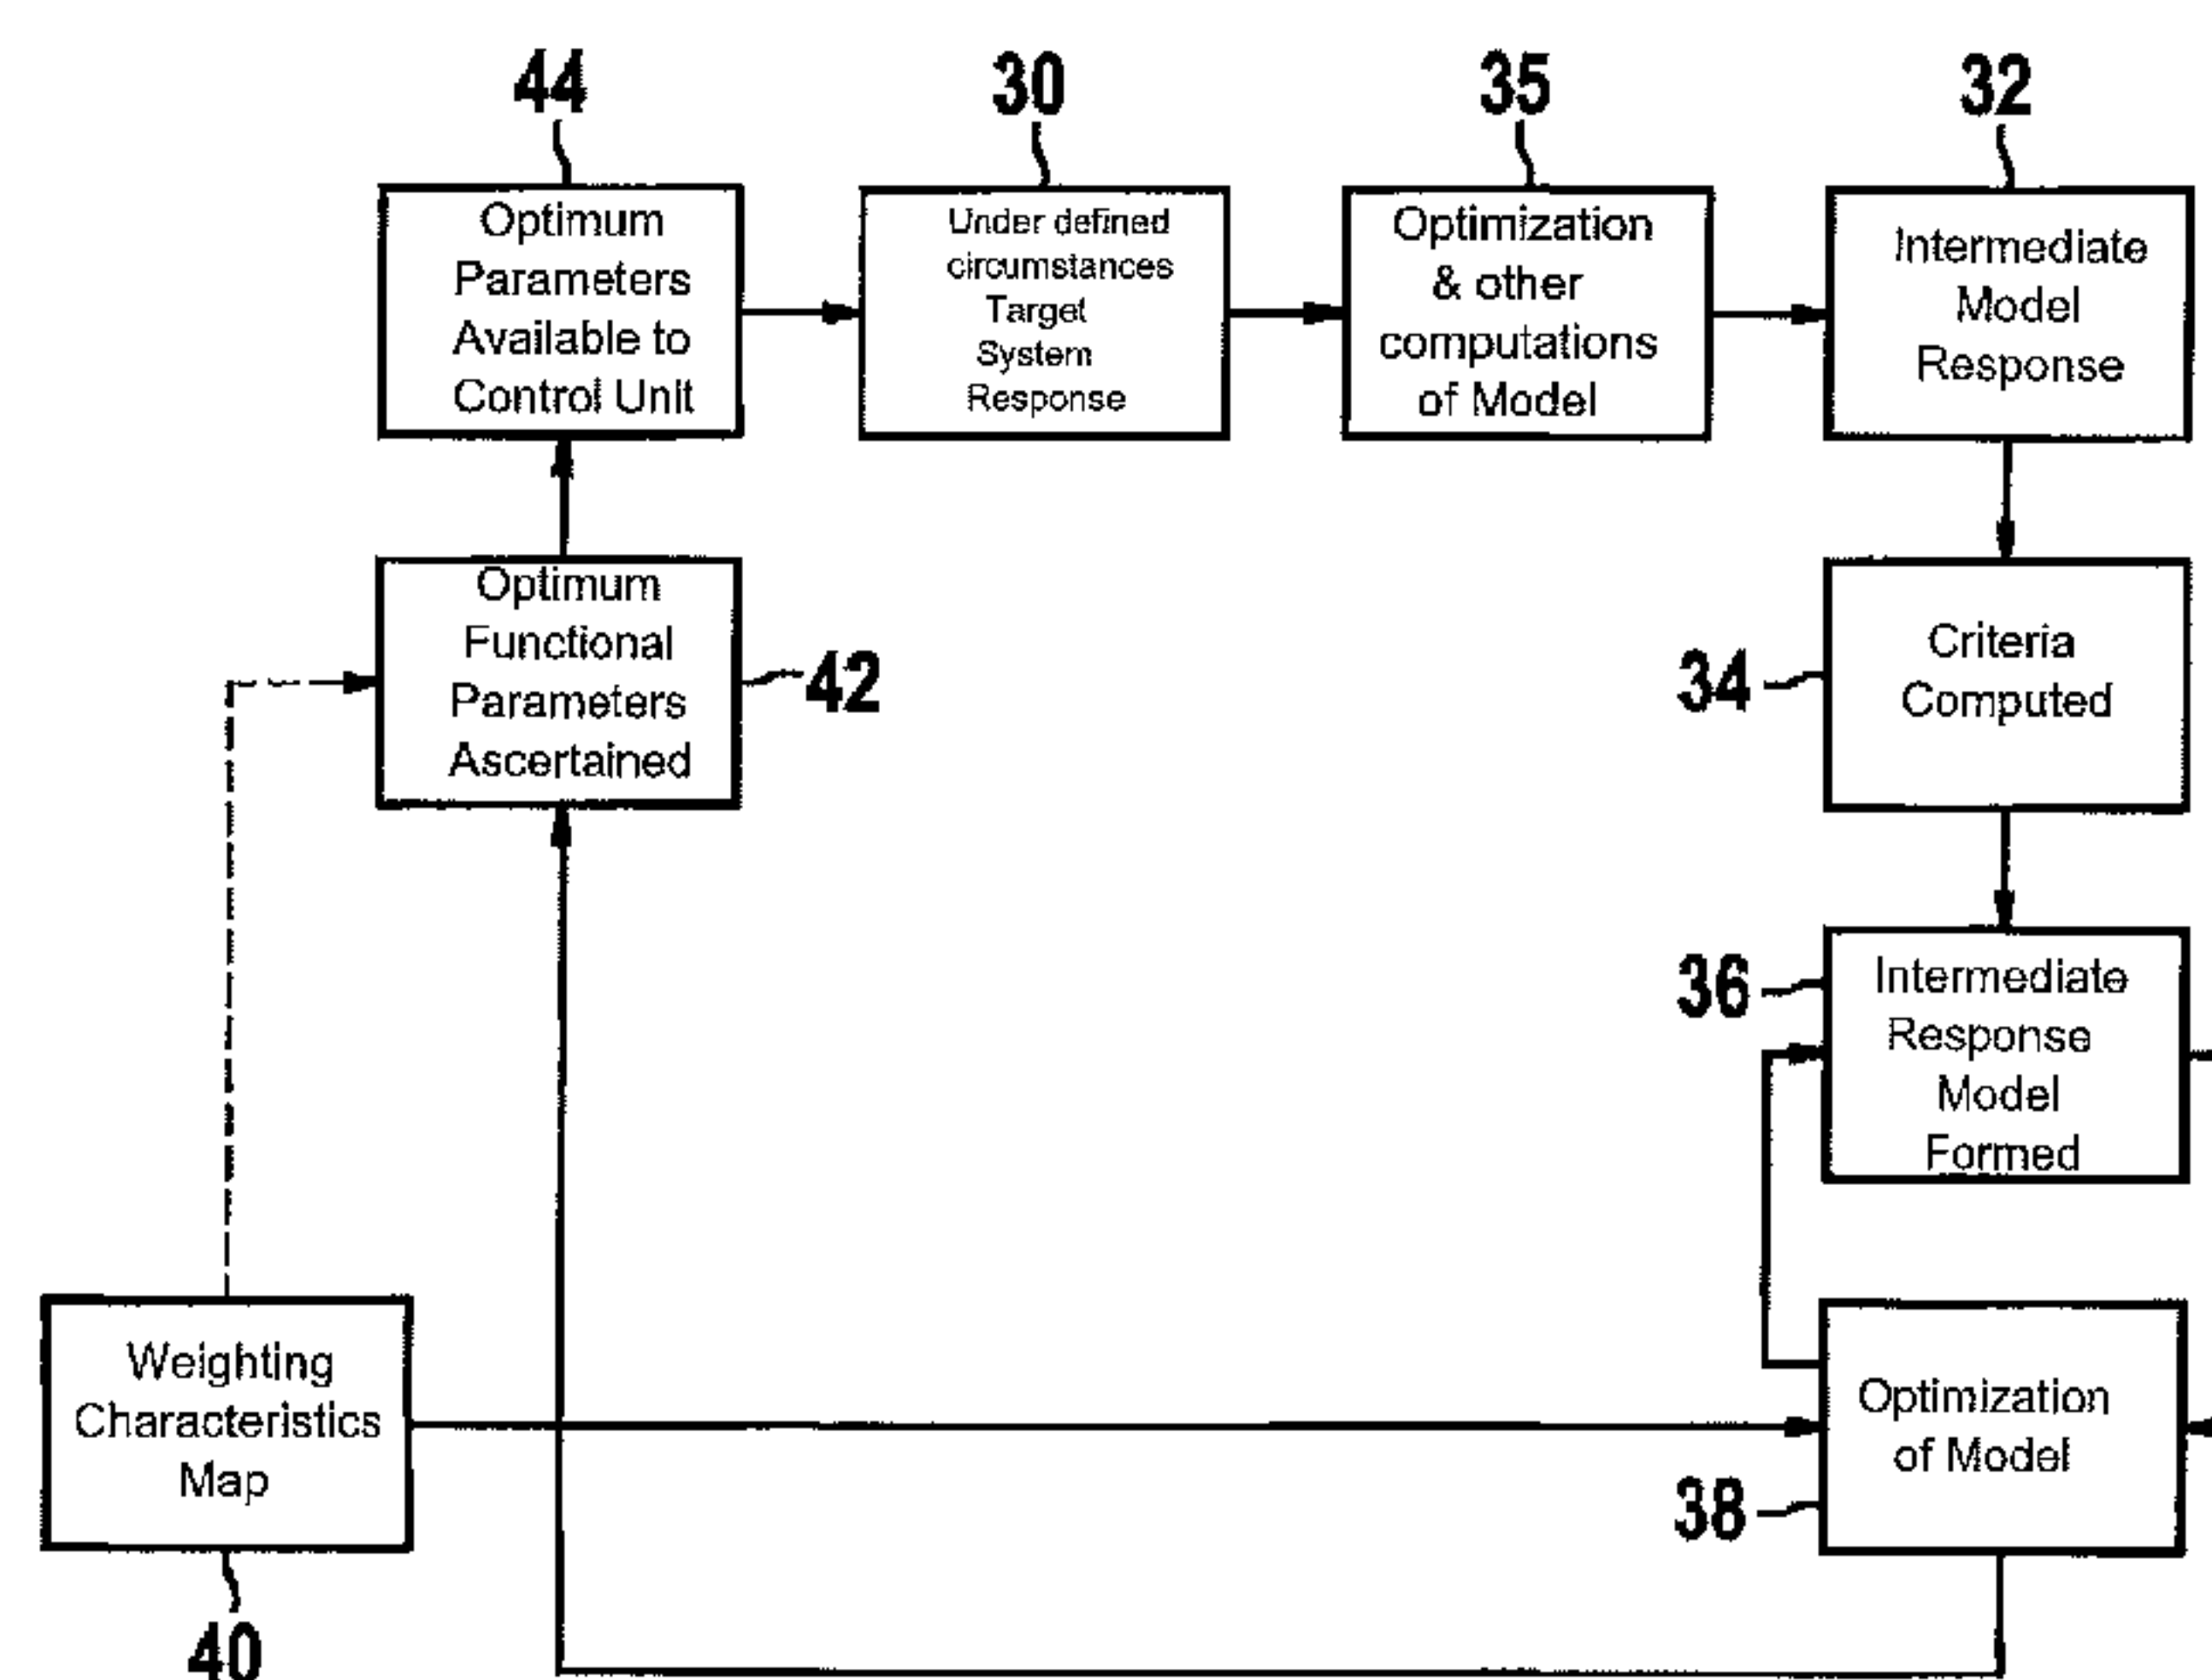 44
30
35
32
Optimum
Parameters
Available to
Control Unit
Under defined
circumstances
Target
System
Response
Optimization
& other
computations
of Model
Intermediate
Model
Response
Optimum
Functional
Parameters
Ascertained
42
34
Criteria
Computed
36
Intermediate
Response
Model
Formed
Weighting
Characteristics
Map
40
Optimization
of Model
38